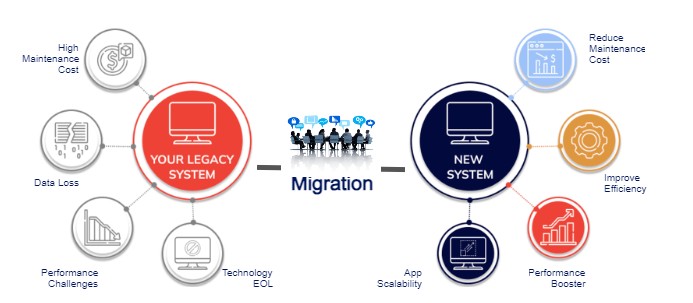 High
Maintenance
Cost
Data Loss
Performance
Challenges
Technology
EOL
YOUR LEGACY
SYSTEM
Migration
NEW
SYSTEM
Reduce
Maintenance
Cost
Improve
Efficiency
Performance
Booster
App
Scalability